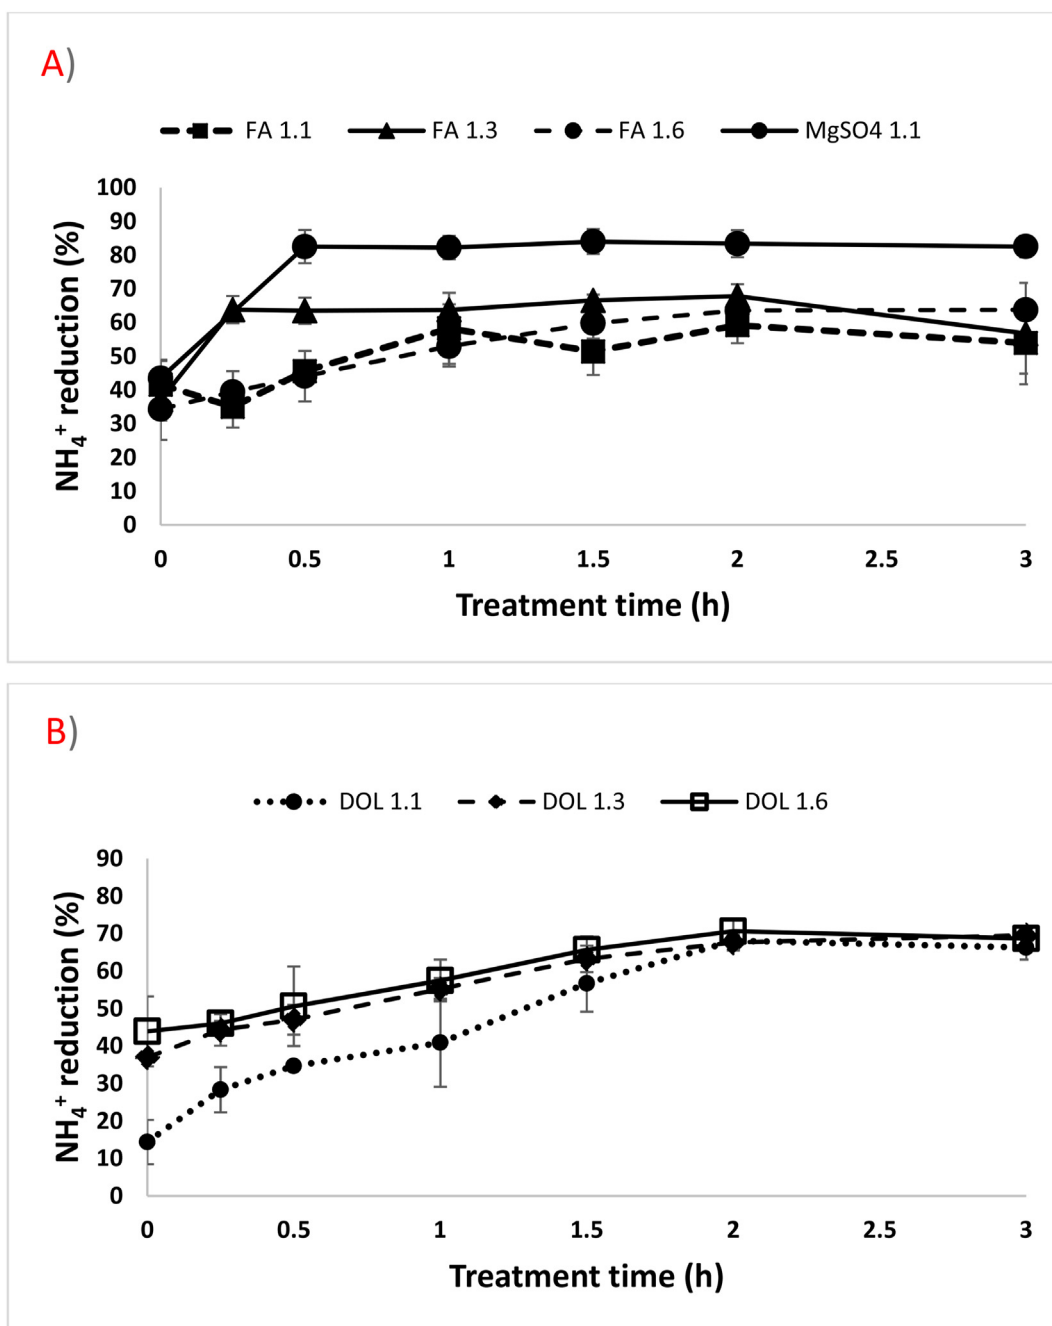 A)
FA 1.1 FA 1.3 FA 1.6 MgSO4 1.1
100
90
80
70
60
50
40
30
20
10
0
NH₄⁺ reduction (%)
0 0.5 1 1.5 2 2.5 3
Treatment time (h)
B)
DOL 1.1 DOL 1.3 DOL 1.6
90
80
70
60
50
40
30
20
10
0
NH₄⁺ reduction (%)
0 0.5 1 1.5 2 2.5 3
Treatment time (h)